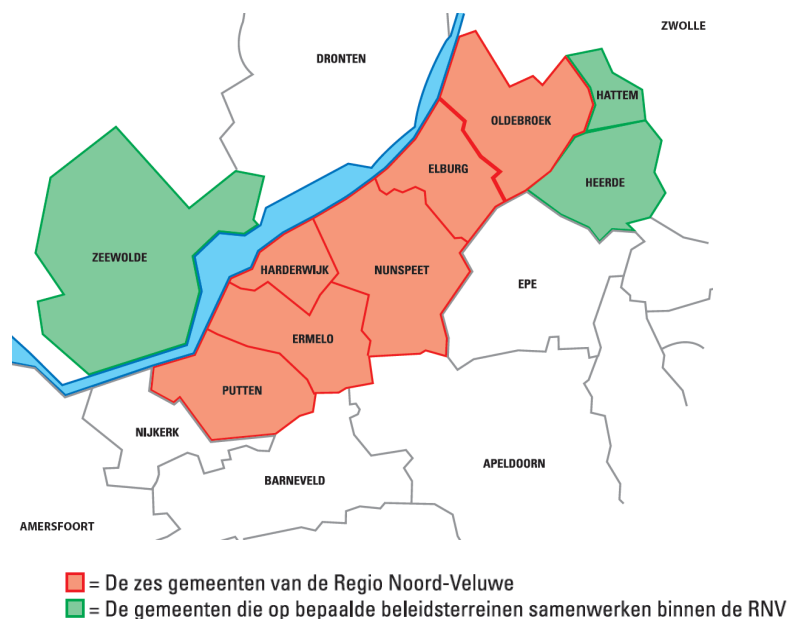 ZWOLLE
DRONTEN
HATTEM
OLDEBROEK
ELBURG
HEERDE
ZEEWOLDE
HARDERWIJK
NUNSPEET
EPE
ERMELO
PUTTEN
NIJKERK
APELDOORN
BARNEVELD
AMERSFOORT
= De zes gemeenten van de Regio Noord-Veluwe
= De gemeenten die op bepaalde beleidsterreinen samenwerken binnen de RNV